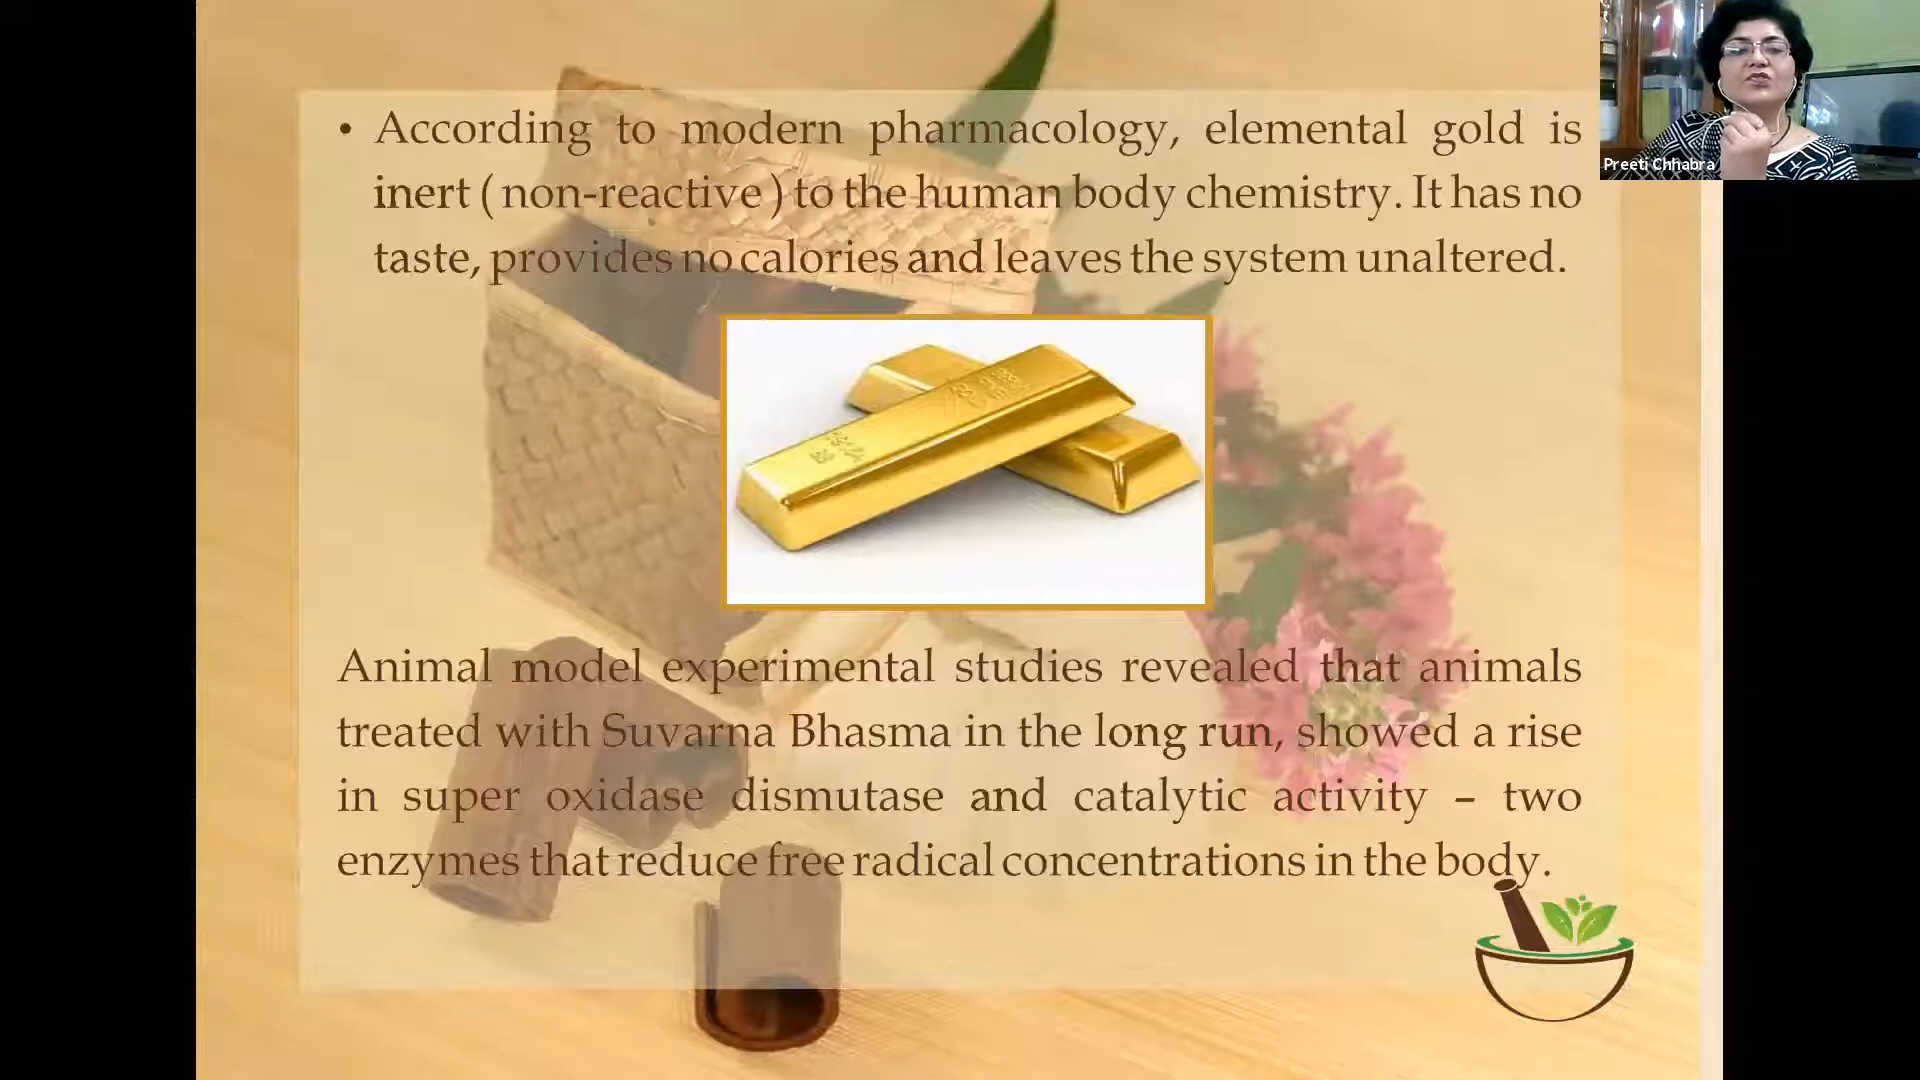 • According to modern pharmacology, elemental gold is
inert ( non-reactive ) to the human body chemistry. It has no
taste, provides no calories and leaves the system unaltered.
Animal model experimental studies revealed that animals
treated with Suvarna Bhasma in the long run, showed a rise
in super oxidase dismutase and catalytic activity – two
enzymes that reduce free radical concentrations in the body.
Preeti Chhabra